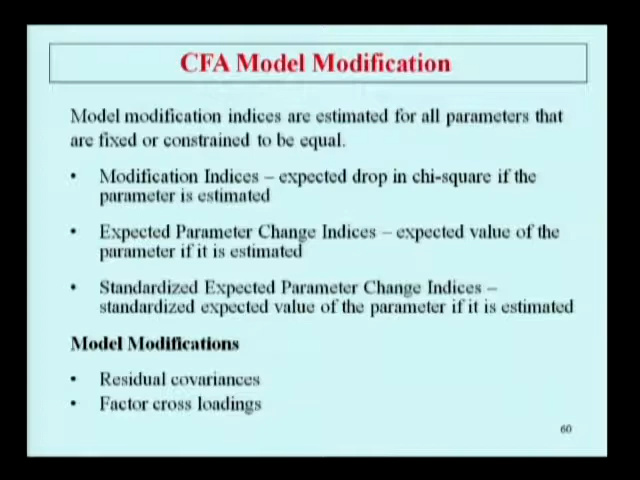 CFA Model Modification
Model modification indices are estimated for all parameters that
are fixed or constrained to be equal.
• Modification Indices – expected drop in chi-square if the
parameter is estimated
• Expected Parameter Change Indices – expected value of the
parameter if it is estimated
• Standardized Expected Parameter Change Indices –
standardized expected value of the parameter if it is estimated
Model Modifications
• Residual covariances
• Factor cross loadings
60